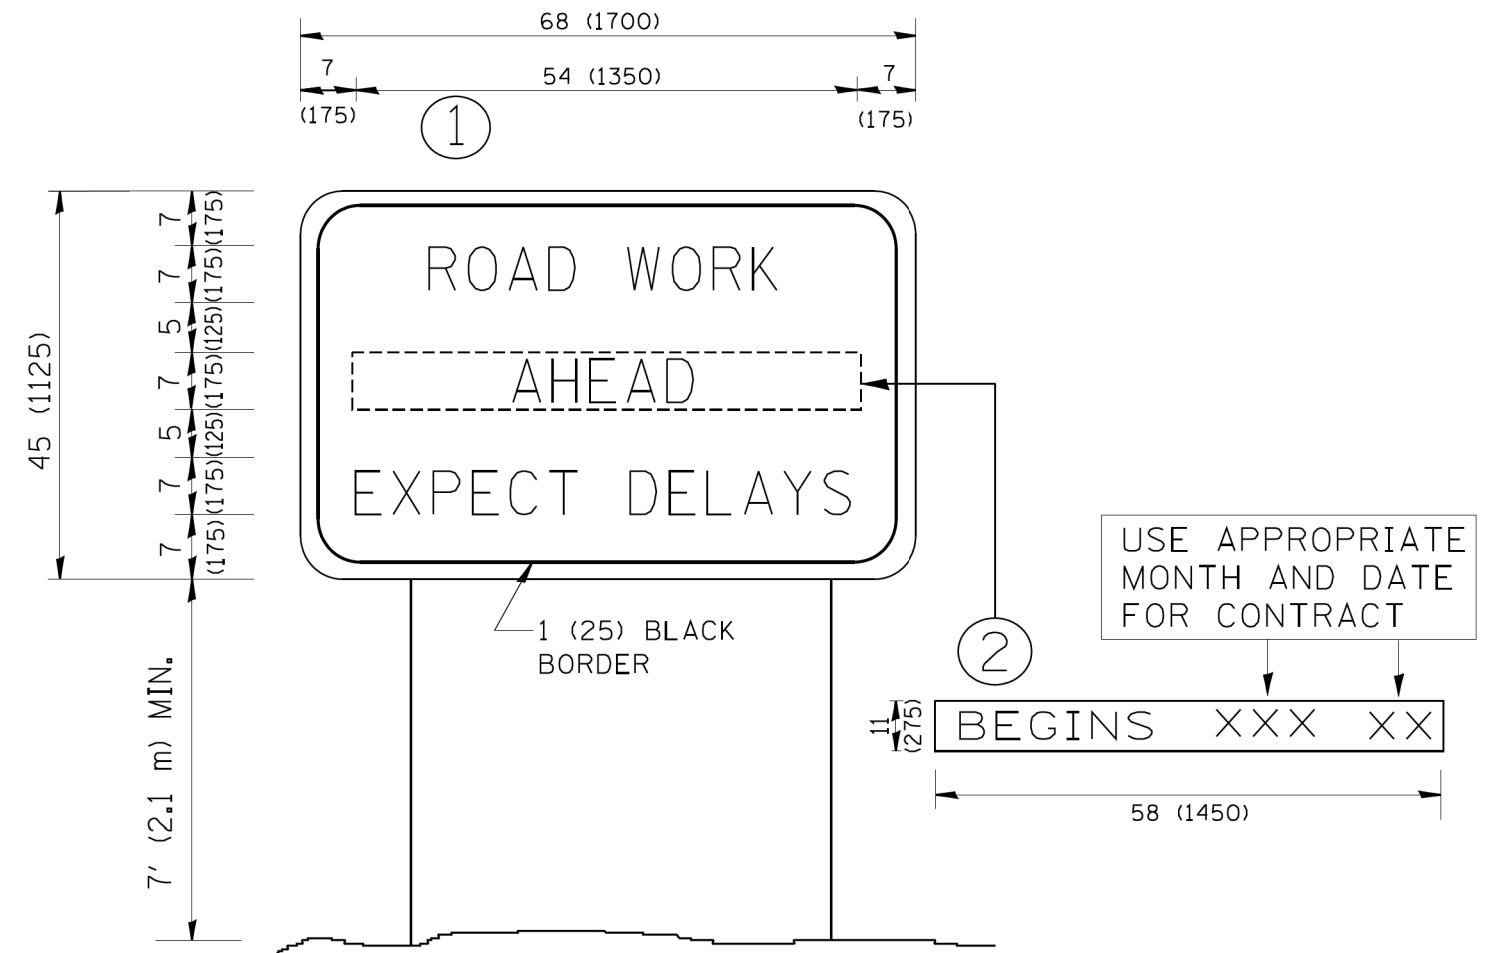 68 (1700)
7
54 (1350)
7
(175)
(175)
1
45 (1125)
7 (175)
7 (175)
5 (125)
7 (175)
5 (125)
7 (175)
7 (175)
ROAD WORK
AHEAD
EXPECT DELAYS
USE APPROPRIATE
MONTH AND DATE
FOR CONTRACT
1 (25) BLACK
BORDER
2
7' (2.1 m) MIN.
11
(275)
BEGINS XXX XX
58 (1450)